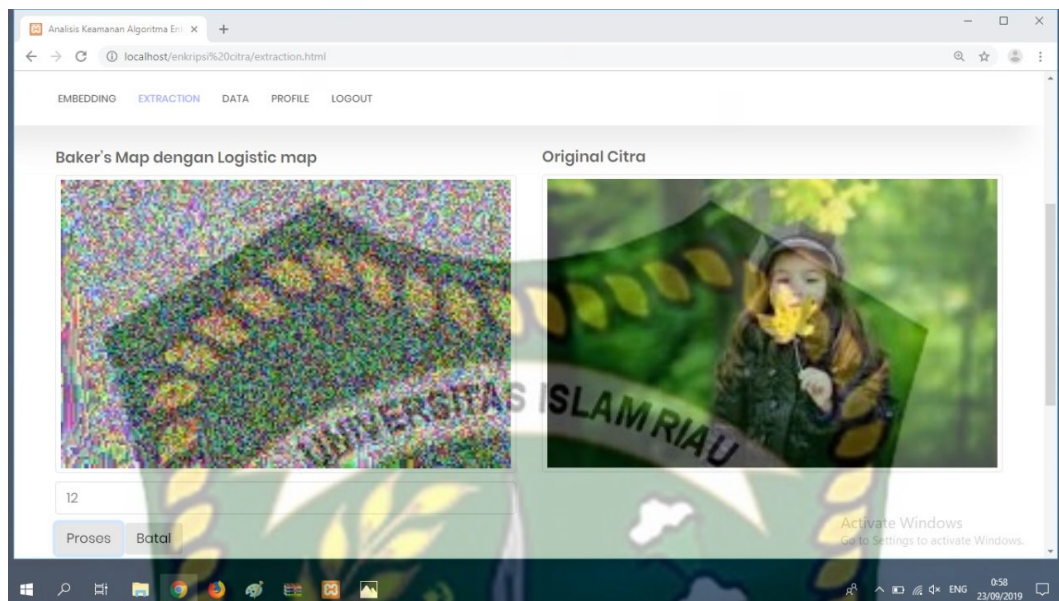 Analisis Keamanan Algoritma En
localhost/enkripsi%20citra/extraction.html
EMBEDDING EXTRACTION DATA PROFILE LOGOUT
Baker's Map dengan Logistic map
Original Citra
UNIVERSITAS ISLAM RIAU
12
Proses Batal
Activate Windows
Go to Settings to activate Windows.
ENG
0:58
23/09/2019